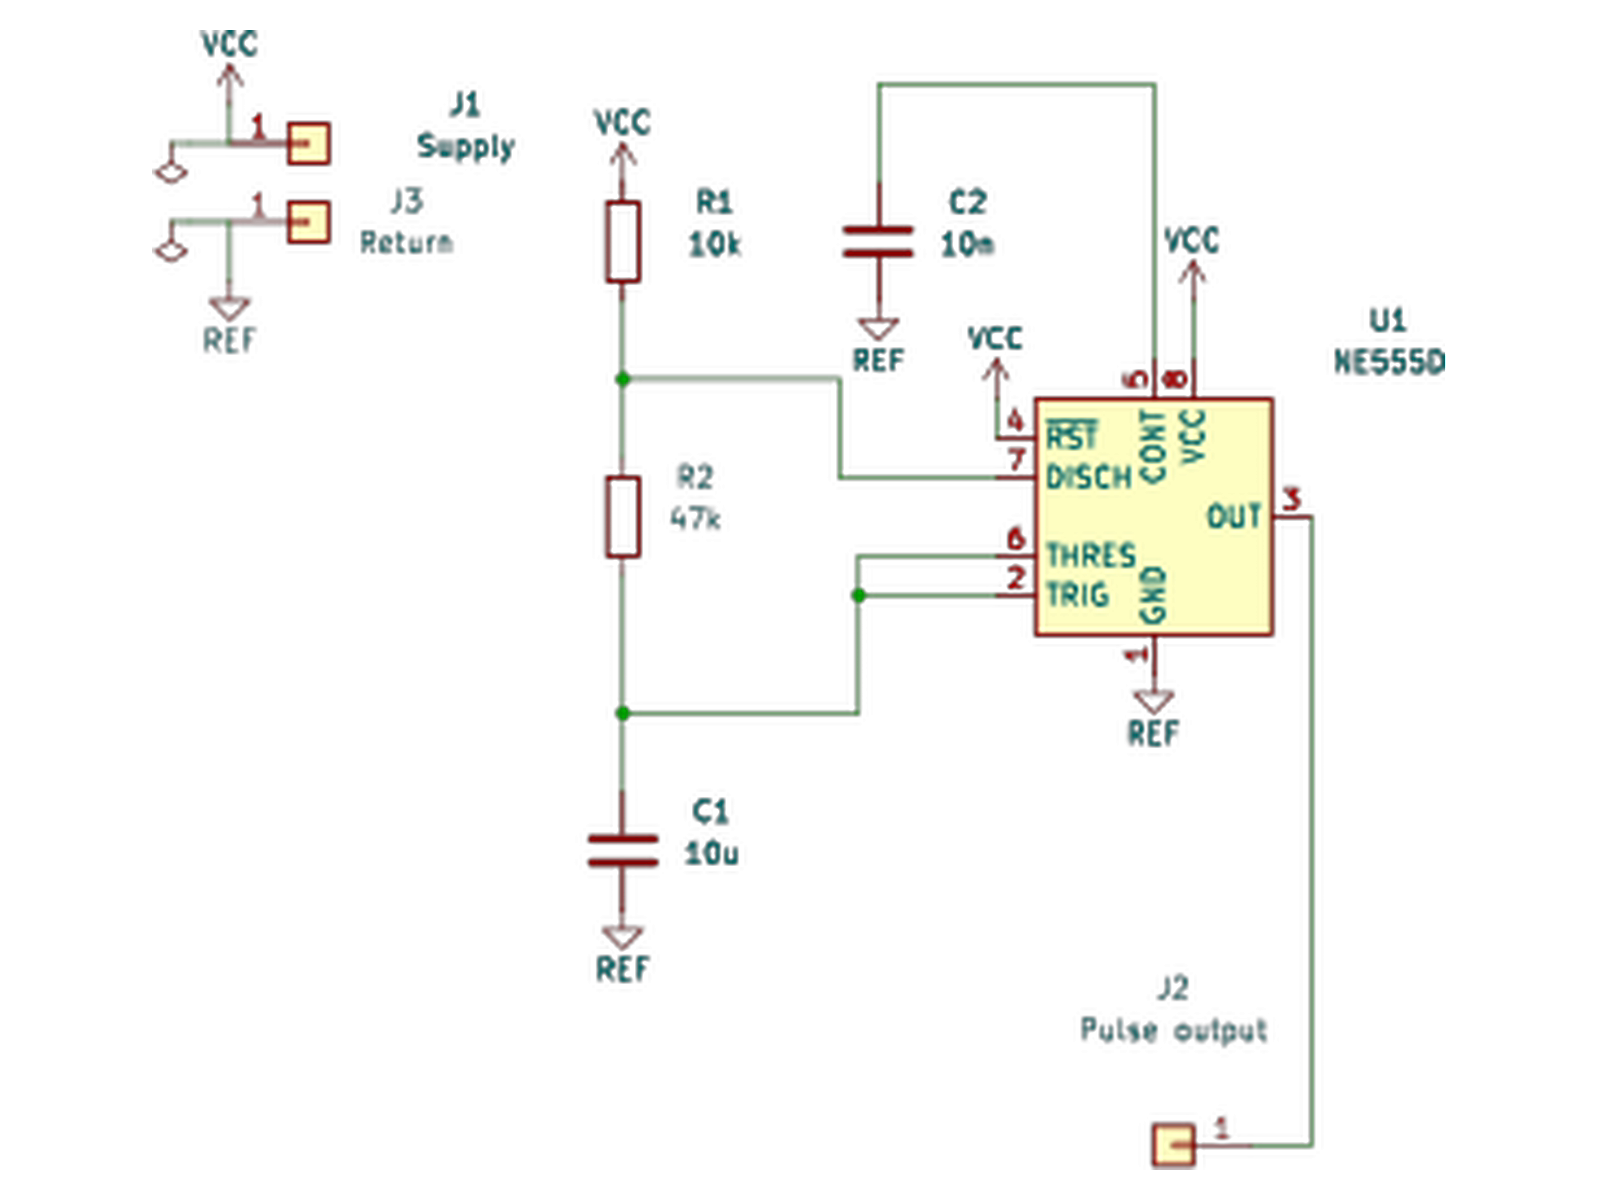 VCC
1
J1
Supply
1
J3
Return
REF
VCC
R1
10k
C2
10n
REF
VCC
VCC
U1
NE555D
5
8
4
RST
7
DISCH
CONT
VCC
OUT
3
6
THRES
2
TRIG
GND
1
REF
R2
47k
C1
10u
REF
J2
Pulse output
1